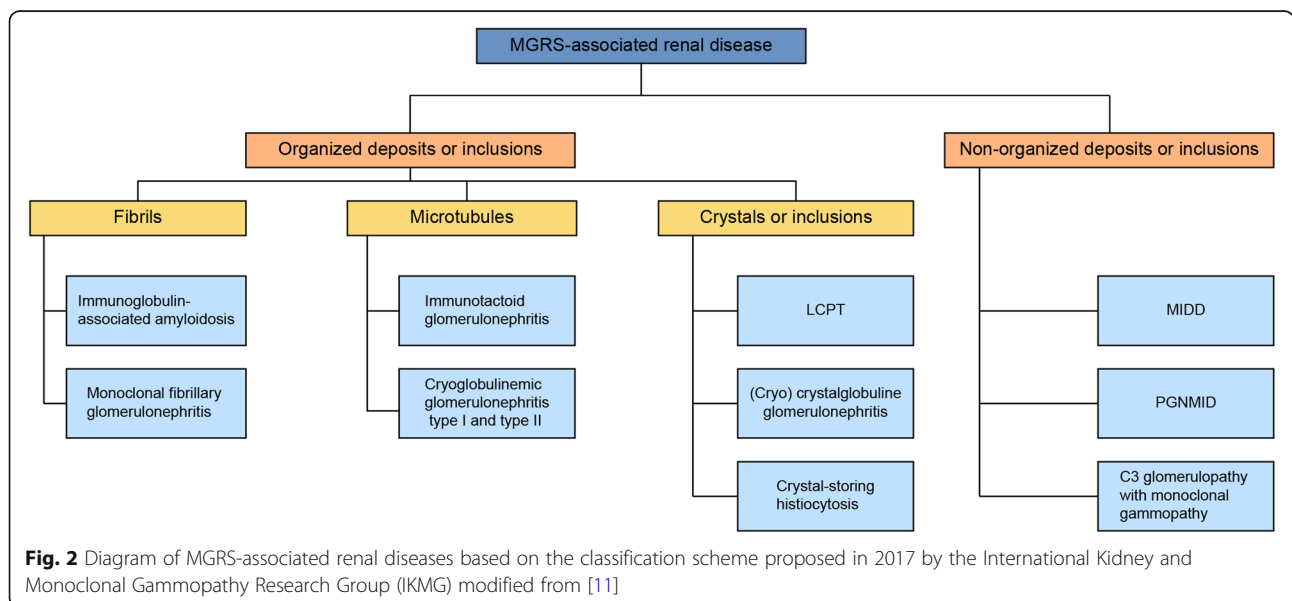 MGRS-associated renal disease
Organized deposits or inclusions
Non-organized deposits or inclusions
Fibrils
Microtubules
Crystals or inclusions
Immunoglobulin-
associated amyloidosis
Monoclonal fibrillary
glomerulonephritis
Immunotactoid
glomerulonephritis
Cryoglobulinemic
glomerulonephritis
type I and type II
LCPT
(Cryo) crystalglobuline
glomerulonephritis
Crystal-storing
histiocytosis
MIDD
PGNMID
C3 glomerulopathy
with monoclonal
gammopathy
Fig. 2 Diagram of MGRS-associated renal diseases based on the classification scheme proposed in 2017 by the International Kidney and
Monoclonal Gammopathy Research Group (IKMG) modified from [11]